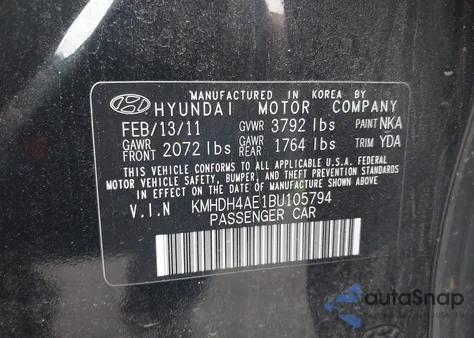 MANUFACTURED IN KOREA BY
HYUNDAI MOTOR COMPANY
FEB/13/11 GVWR 3792 lbs PAINT NKA
GAWR FRONT 2072 lbs GAWR REAR 1764 lbs TRIM YDA
THIS VEHICLE CONFORMS TO ALL APPLICABLE U.S.A. FEDERAL
MOTOR VEHICLE SAFETY, BUMPER, AND THEFT PREVENTION STANDARDS
IN EFFECT ON THE DATE OF MANUFACTURE SHOWN ABOVE.
V.I.N KMHDH4AE1BU105794
PASSENGER CAR
autaSnap